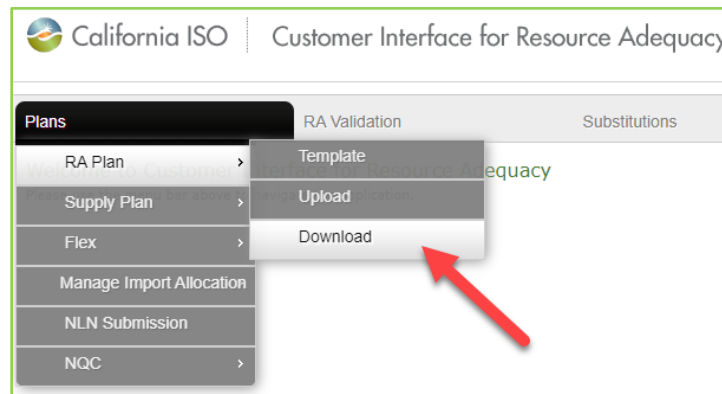 California ISO Customer Interface for Resource Adequacy
Plans RA Validation Substitutions
RA Plan › Template
Welcome to Customer Interface for Resource Adequacy
Supply Plan › Upload
Flex › Download
Manage Import Allocation
NLN Submission
NQC ›